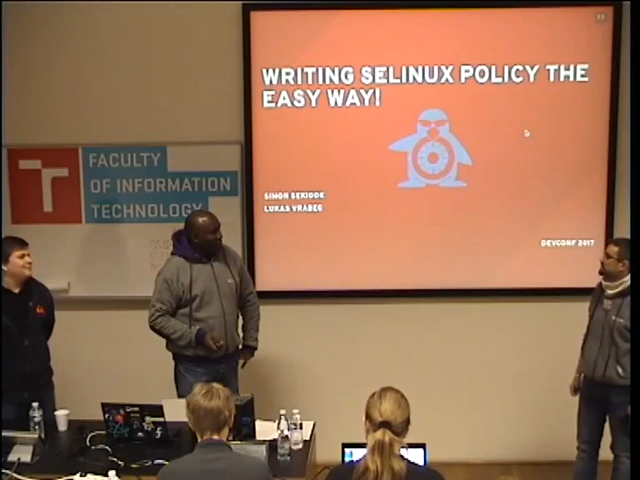 WRITING SELINUX POLICY THE
EASY WAY!
SIMON SEKIDDE
LUKAS VRABEC
DEVCONF 2017
T
FACULTY
OF INFORMATION
TECHNOLOGY